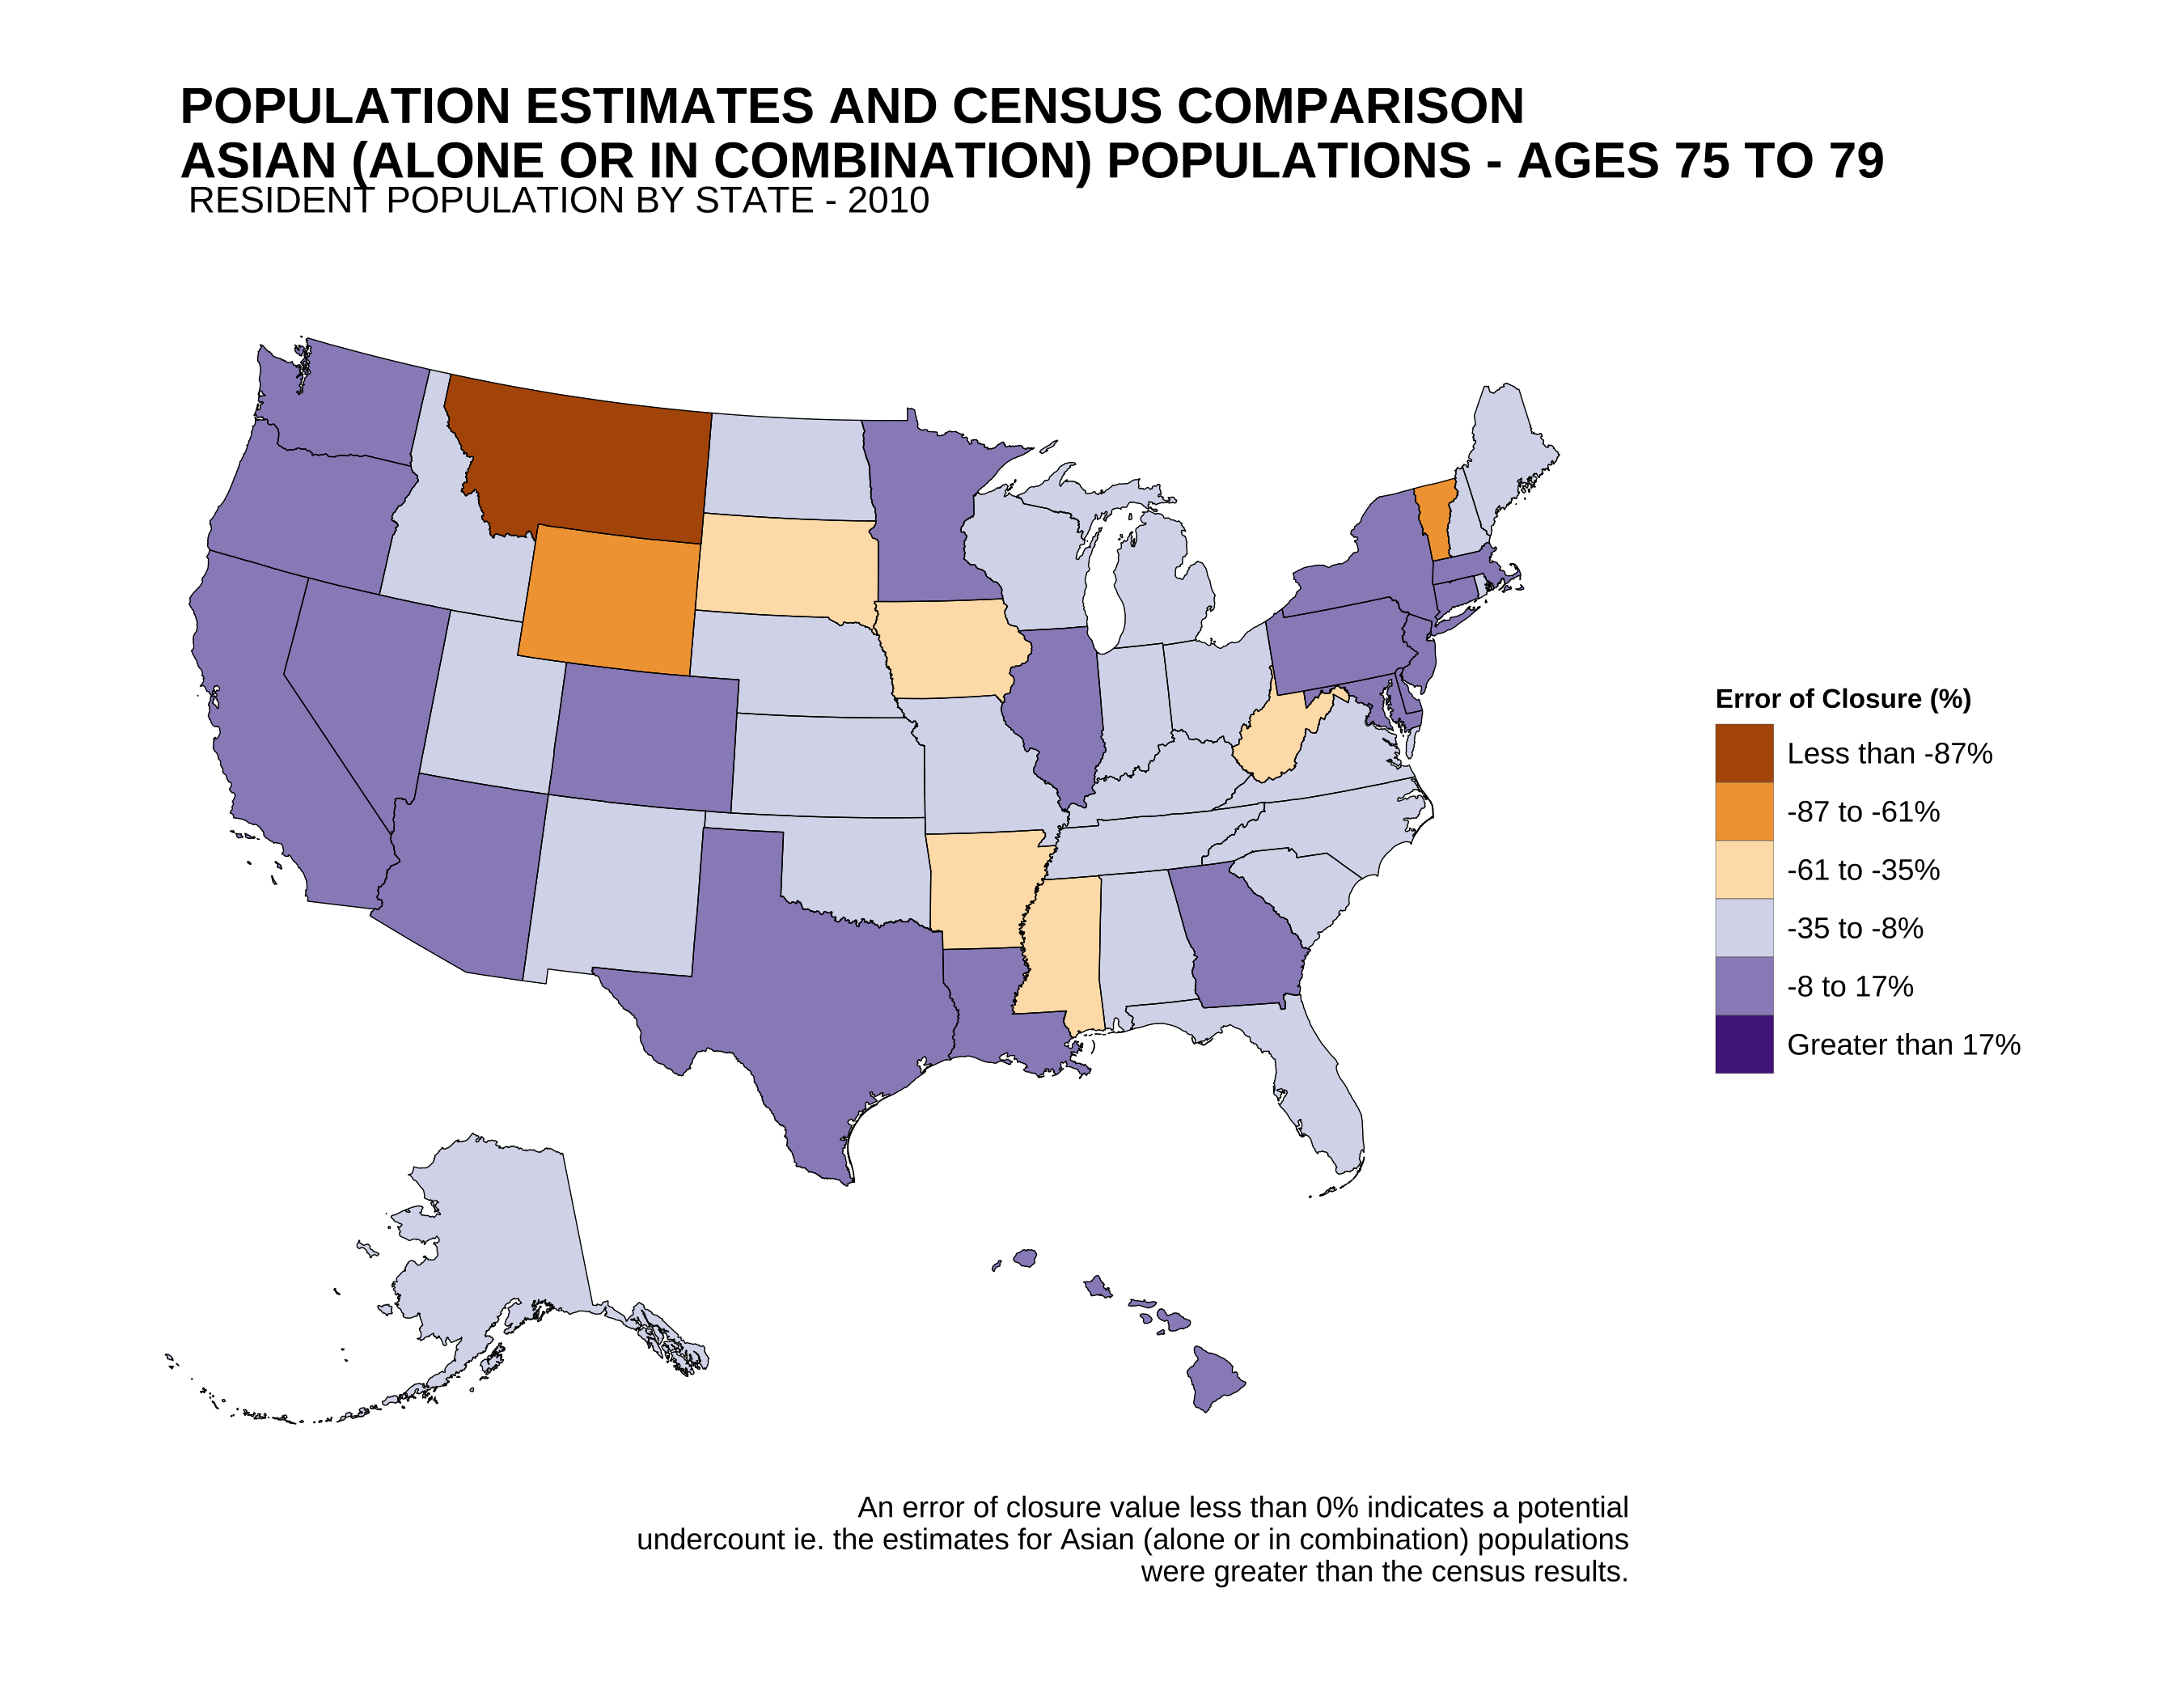 POPULATION ESTIMATES AND CENSUS COMPARISON
ASIAN (ALONE OR IN COMBINATION) POPULATIONS - AGES 75 TO 79
RESIDENT POPULATION BY STATE - 2010
Error of Closure (%)
Less than -87%
-87 to -61%
-61 to -35%
-35 to -8%
-8 to 17%
Greater than 17%
An error of closure value less than 0% indicates a potential
undercount ie. the estimates for Asian (alone or in combination) populations
were greater than the census results.